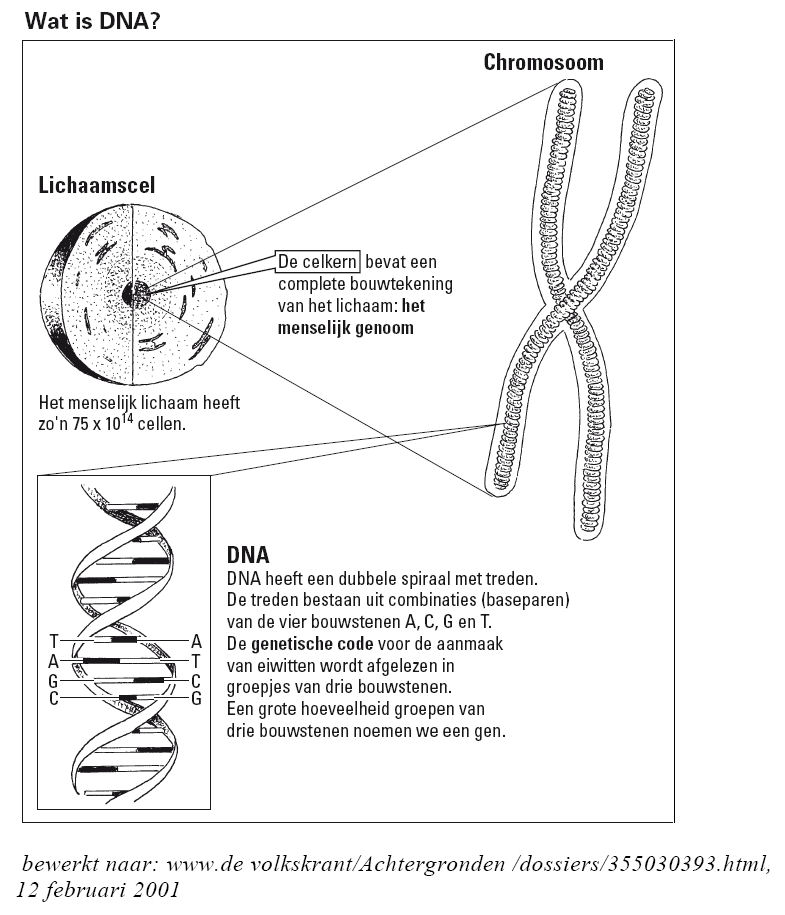 Wat is DNA?
Chromosoom
Lichaamscel
De celkern bevat een
complete bouwtekening
van het lichaam: het
menselijk genoom
Het menselijk lichaam heeft
zo'n 75 x 10¹⁴ cellen.
DNA
DNA heeft een dubbele spiraal met treden.
De treden bestaan uit combinaties (baseparen)
van de vier bouwstenen A, C, G en T.
De genetische code voor de aanmaak
van eiwitten wordt afgelezen in
groepjes van drie bouwstenen.
Een grote hoeveelheid groepen van
drie bouwstenen noemen we een gen.
T A
A T
G C
C G
bewerkt naar: www.de volkskrant/Achtergronden /dossiers/355030393.html,
12 februari 2001